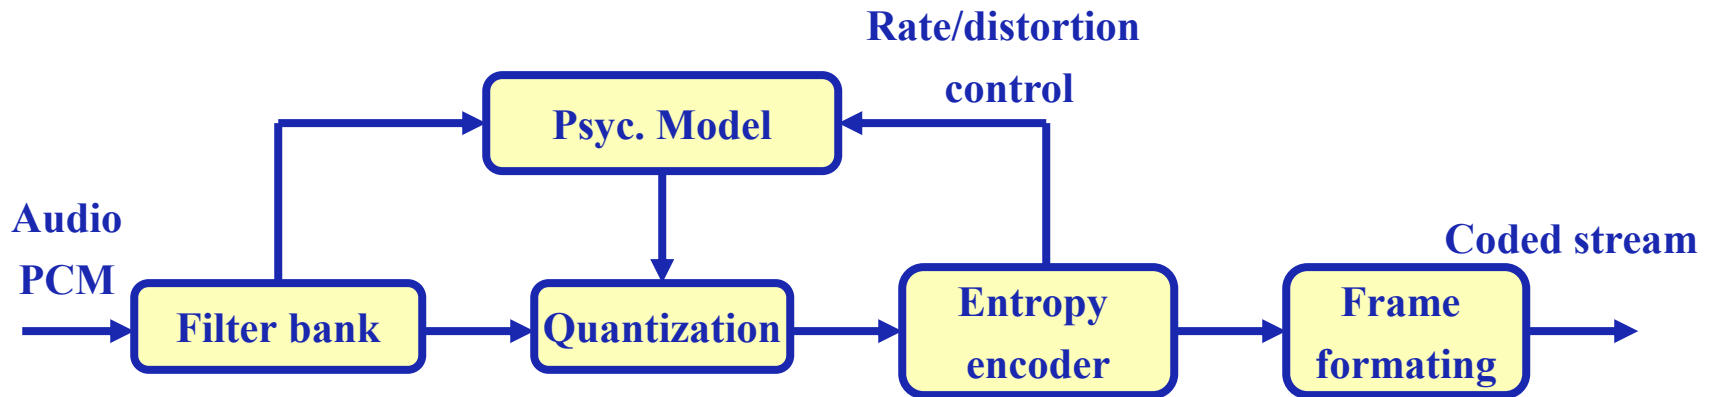 Rate/distortion
control
Psyc. Model
Audio
PCM
Coded stream
Filter bank
Quantization
Entropy
encoder
Frame
formating